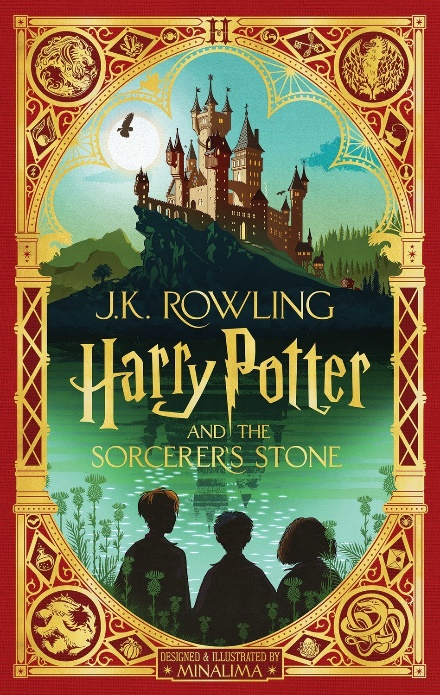 H
J.K. ROWLING
Harry Potter
AND THE
SORCERER'S STONE
DESIGNED & ILLUSTRATED BY
MINALIMA